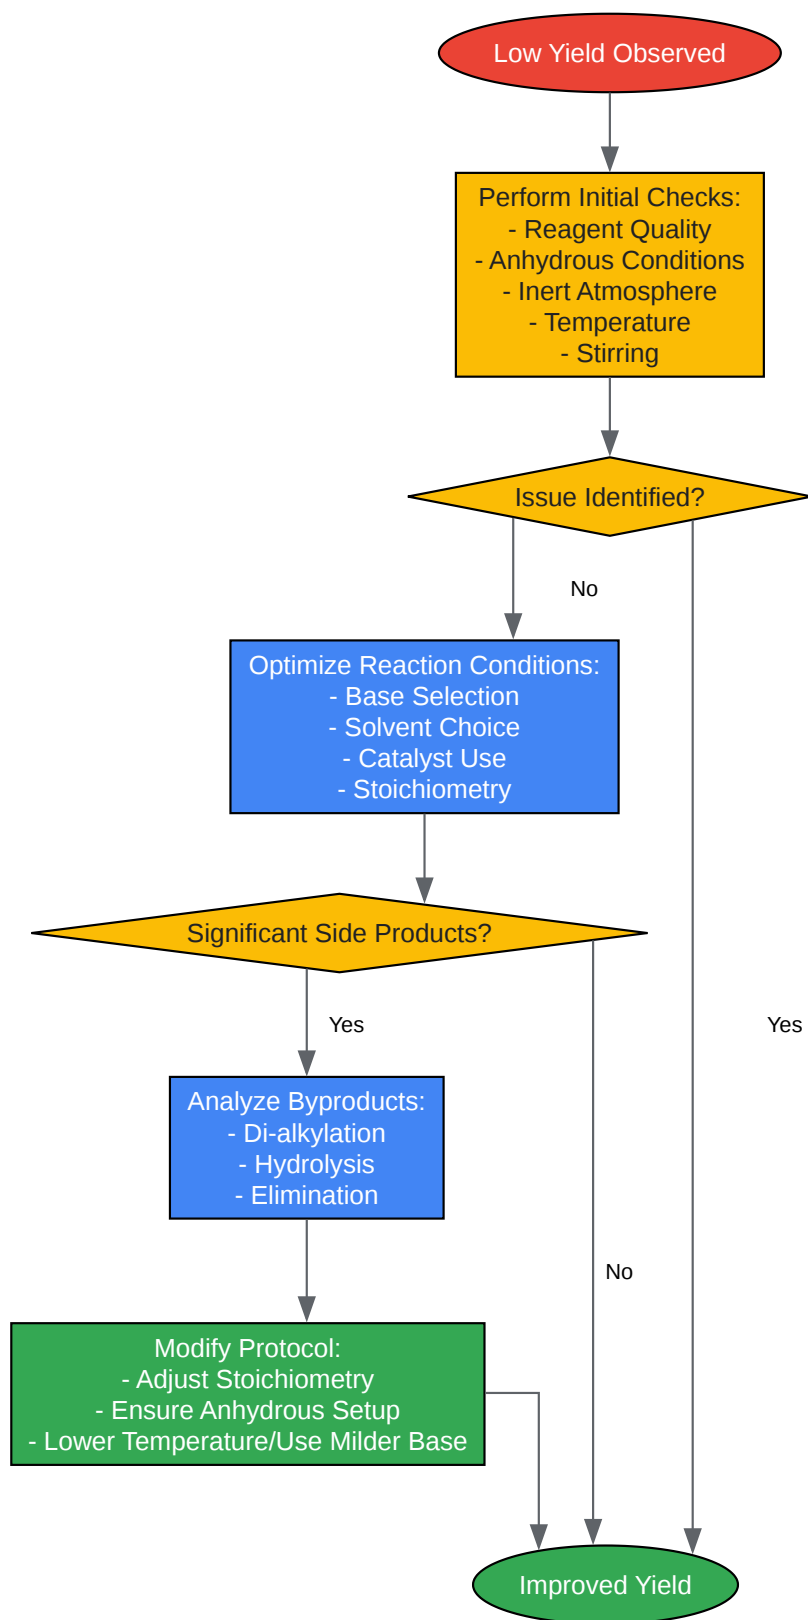 Low Yield Observed
Perform Initial Checks:
- Reagent Quality
- Anhydrous Conditions
- Inert Atmosphere
- Temperature
- Stirring
Issue Identified?
No
Optimize Reaction Conditions:
- Base Selection
- Solvent Choice
- Catalyst Use
- Stoichiometry
Significant Side Products?
Yes
Yes
Analyze Byproducts:
- Di-alkylation
- Hydrolysis
- Elimination
No
Modify Protocol:
- Adjust Stoichiometry
- Ensure Anhydrous Setup
- Lower Temperature/Use Milder Base
Improved Yield